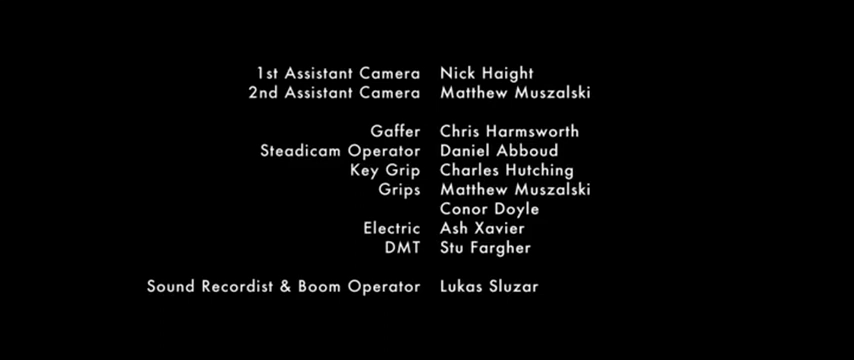 1st Assistant Camera Nick Haight
2nd Assistant Camera Matthew Muszalski
Gaffer Chris Harmsworth
Steadicam Operator Daniel Abboud
Key Grip Charles Hutching
Grips Matthew Muszalski
Conor Doyle
Electric Ash Xavier
DMT Stu Fargher
Sound Recordist & Boom Operator Lukas Sluzar